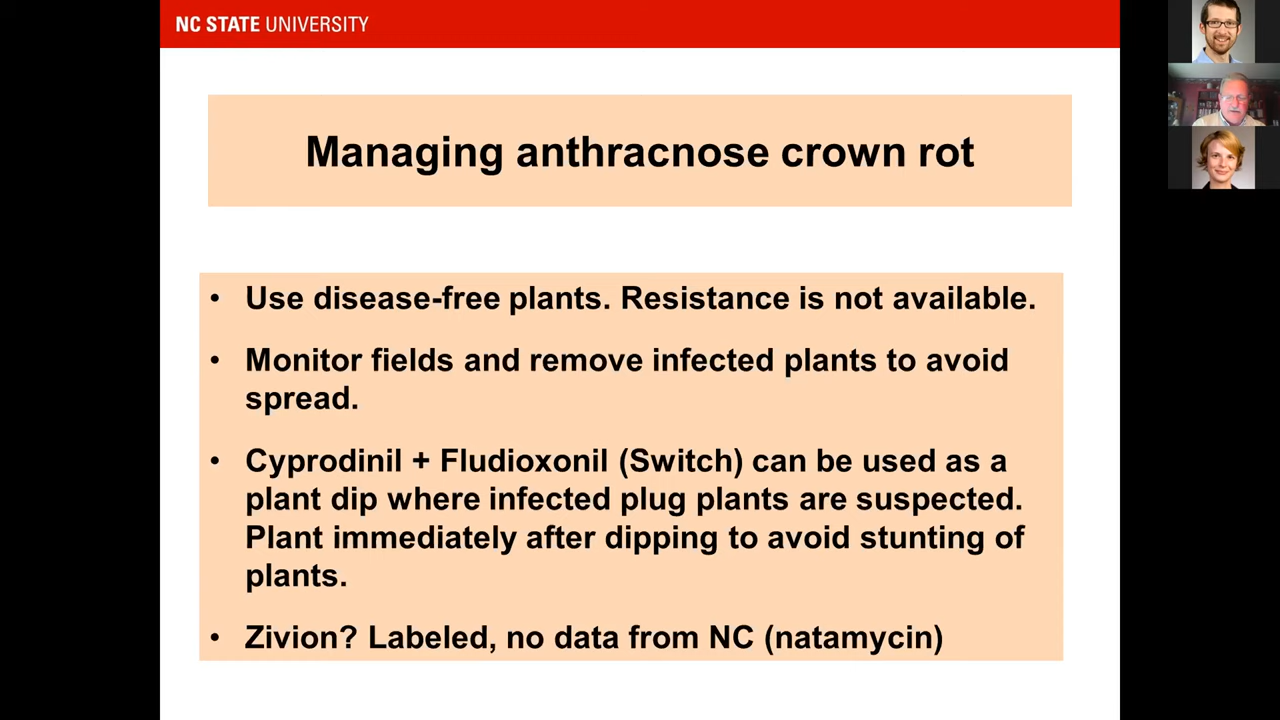 NC STATE UNIVERSITY
Managing anthracnose crown rot
• Use disease-free plants. Resistance is not available.
• Monitor fields and remove infected plants to avoid
spread.
• Cyprodinil + Fludioxonil (Switch) can be used as a
plant dip where infected plug plants are suspected.
Plant immediately after dipping to avoid stunting of
plants.
• Zivion? Labeled, no data from NC (natamycin)